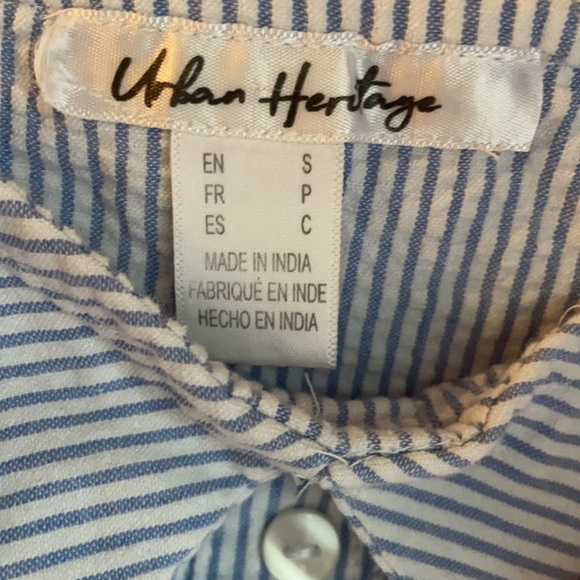 Urban Heritage
EN S
FR P
ES C
MADE IN INDIA
FABRIQUÉ EN INDE
HECHO EN INDIA